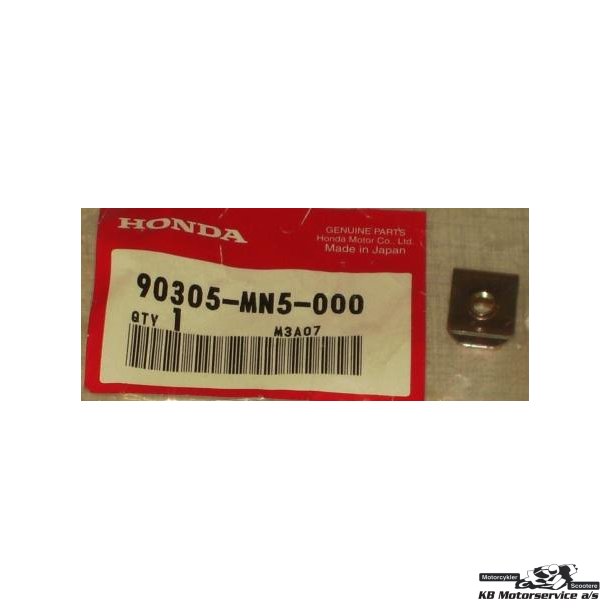 HONDA
GENUINE PARTS
Honda Motor Co., Ltd.
Made in Japan
90305-MN5-000
QTY 1
M3A07
Motorcykler
Scootere
KB Motorservice a/s